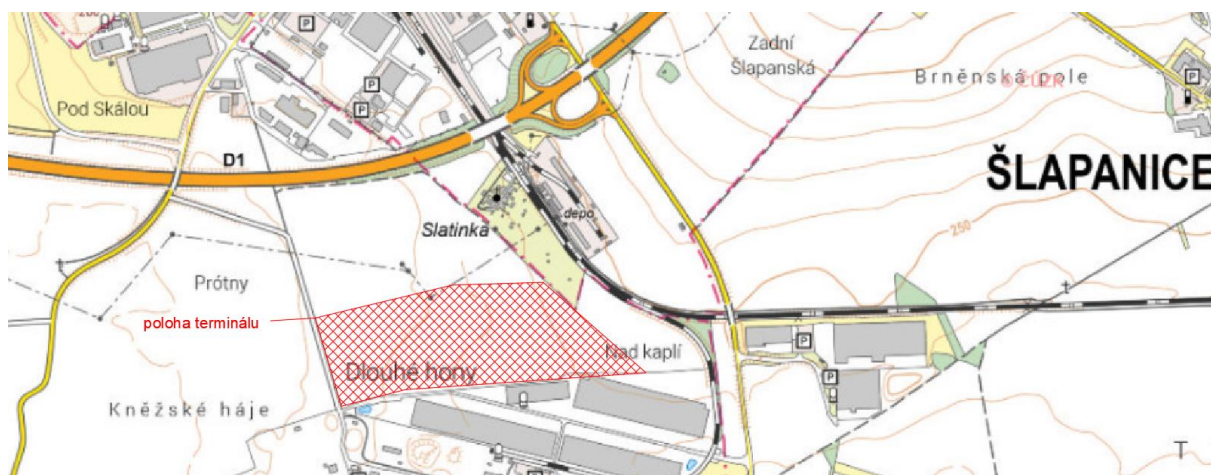 Zadní
Šlapanská
Brněnská pole
© ČÚZK
P
P
P
P
Pod Skálou
D1
ŠLAPANICE
depo
Slatinka
250
Prótny
poloha terminálu
P
Nad kaplí
P
Dlouhé hony
Kněžské háje
T
P